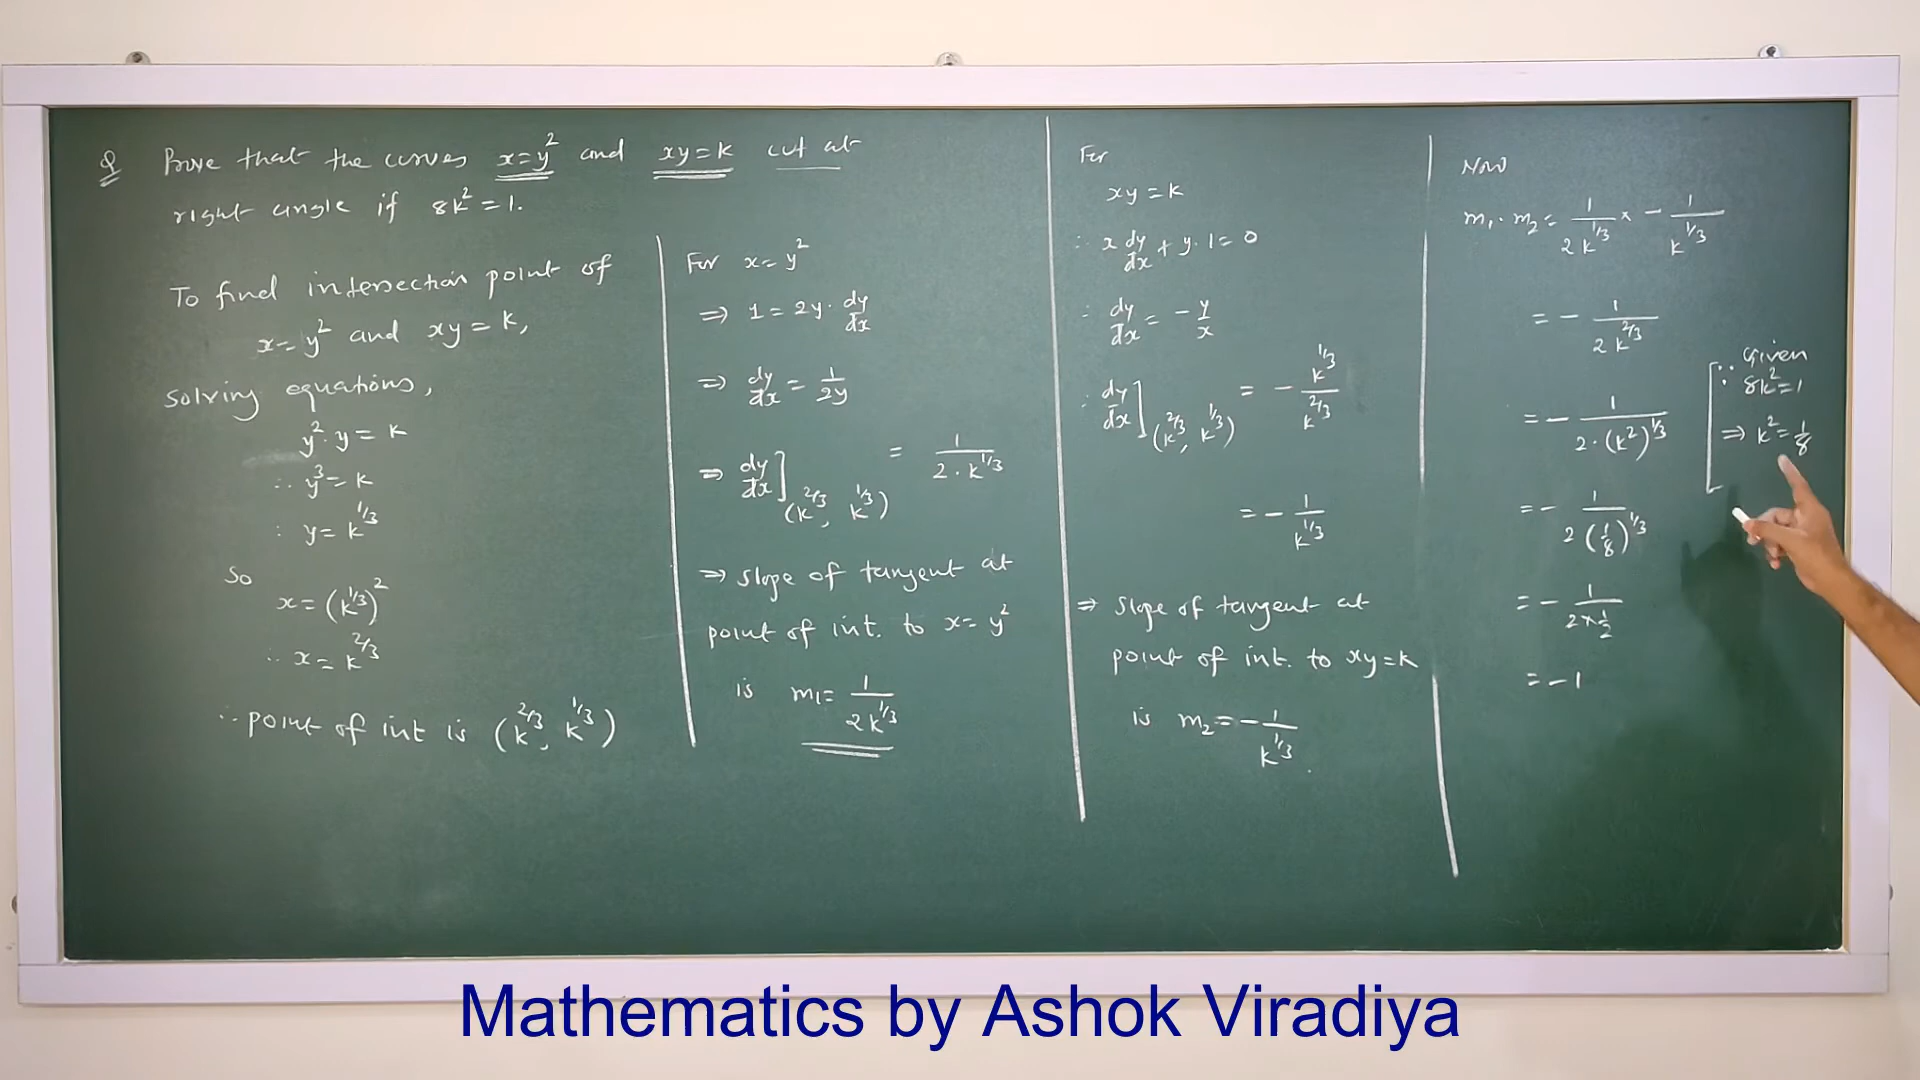 Q Prove that the curves x=y² and xy=k cut at
right angle if 8k²=1.
To find intersection point of
x=y² and xy=k,
solving equations,
y²·y=k
∴ y³=k
∴ y=k^(1/3)
So
x=(k^(1/3))²
∴ x=k^(2/3)
∴ point of int is (k^(2/3), k^(1/3))
For x=y²
⇒ 1=2y·dy/dx
⇒ dy/dx = 1/2y
⇒ dy/dx](k^(2/3), k^(1/3)) = 1/(2·k^(1/3))
⇒ slope of tangent at
point of int. to x=y²
is m₁= 1/(2k^(1/3))
For
xy=k
∴ x dy/dx + y·1=0
∴ dy/dx = -y/x
∴ dy/dx](k^(2/3), k^(1/3)) = - k^(1/3)/k^(2/3)
= - 1/k^(1/3)
⇒ slope of tangent at
point of int. to xy=k
is m₂= - 1/k^(1/3).
Now
m₁·m₂= 1/(2k^(1/3)) × - 1/k^(1/3)
= - 1/(2k^(2/3))
= - 1/(2·(k²)^(1/3))
= - 1/(2(1/8)^(1/3))
= - 1/(2×1/2)
= -1
[∵ Given
8k²=1
⇒ k²=1/8
Mathematics by Ashok Viradiya